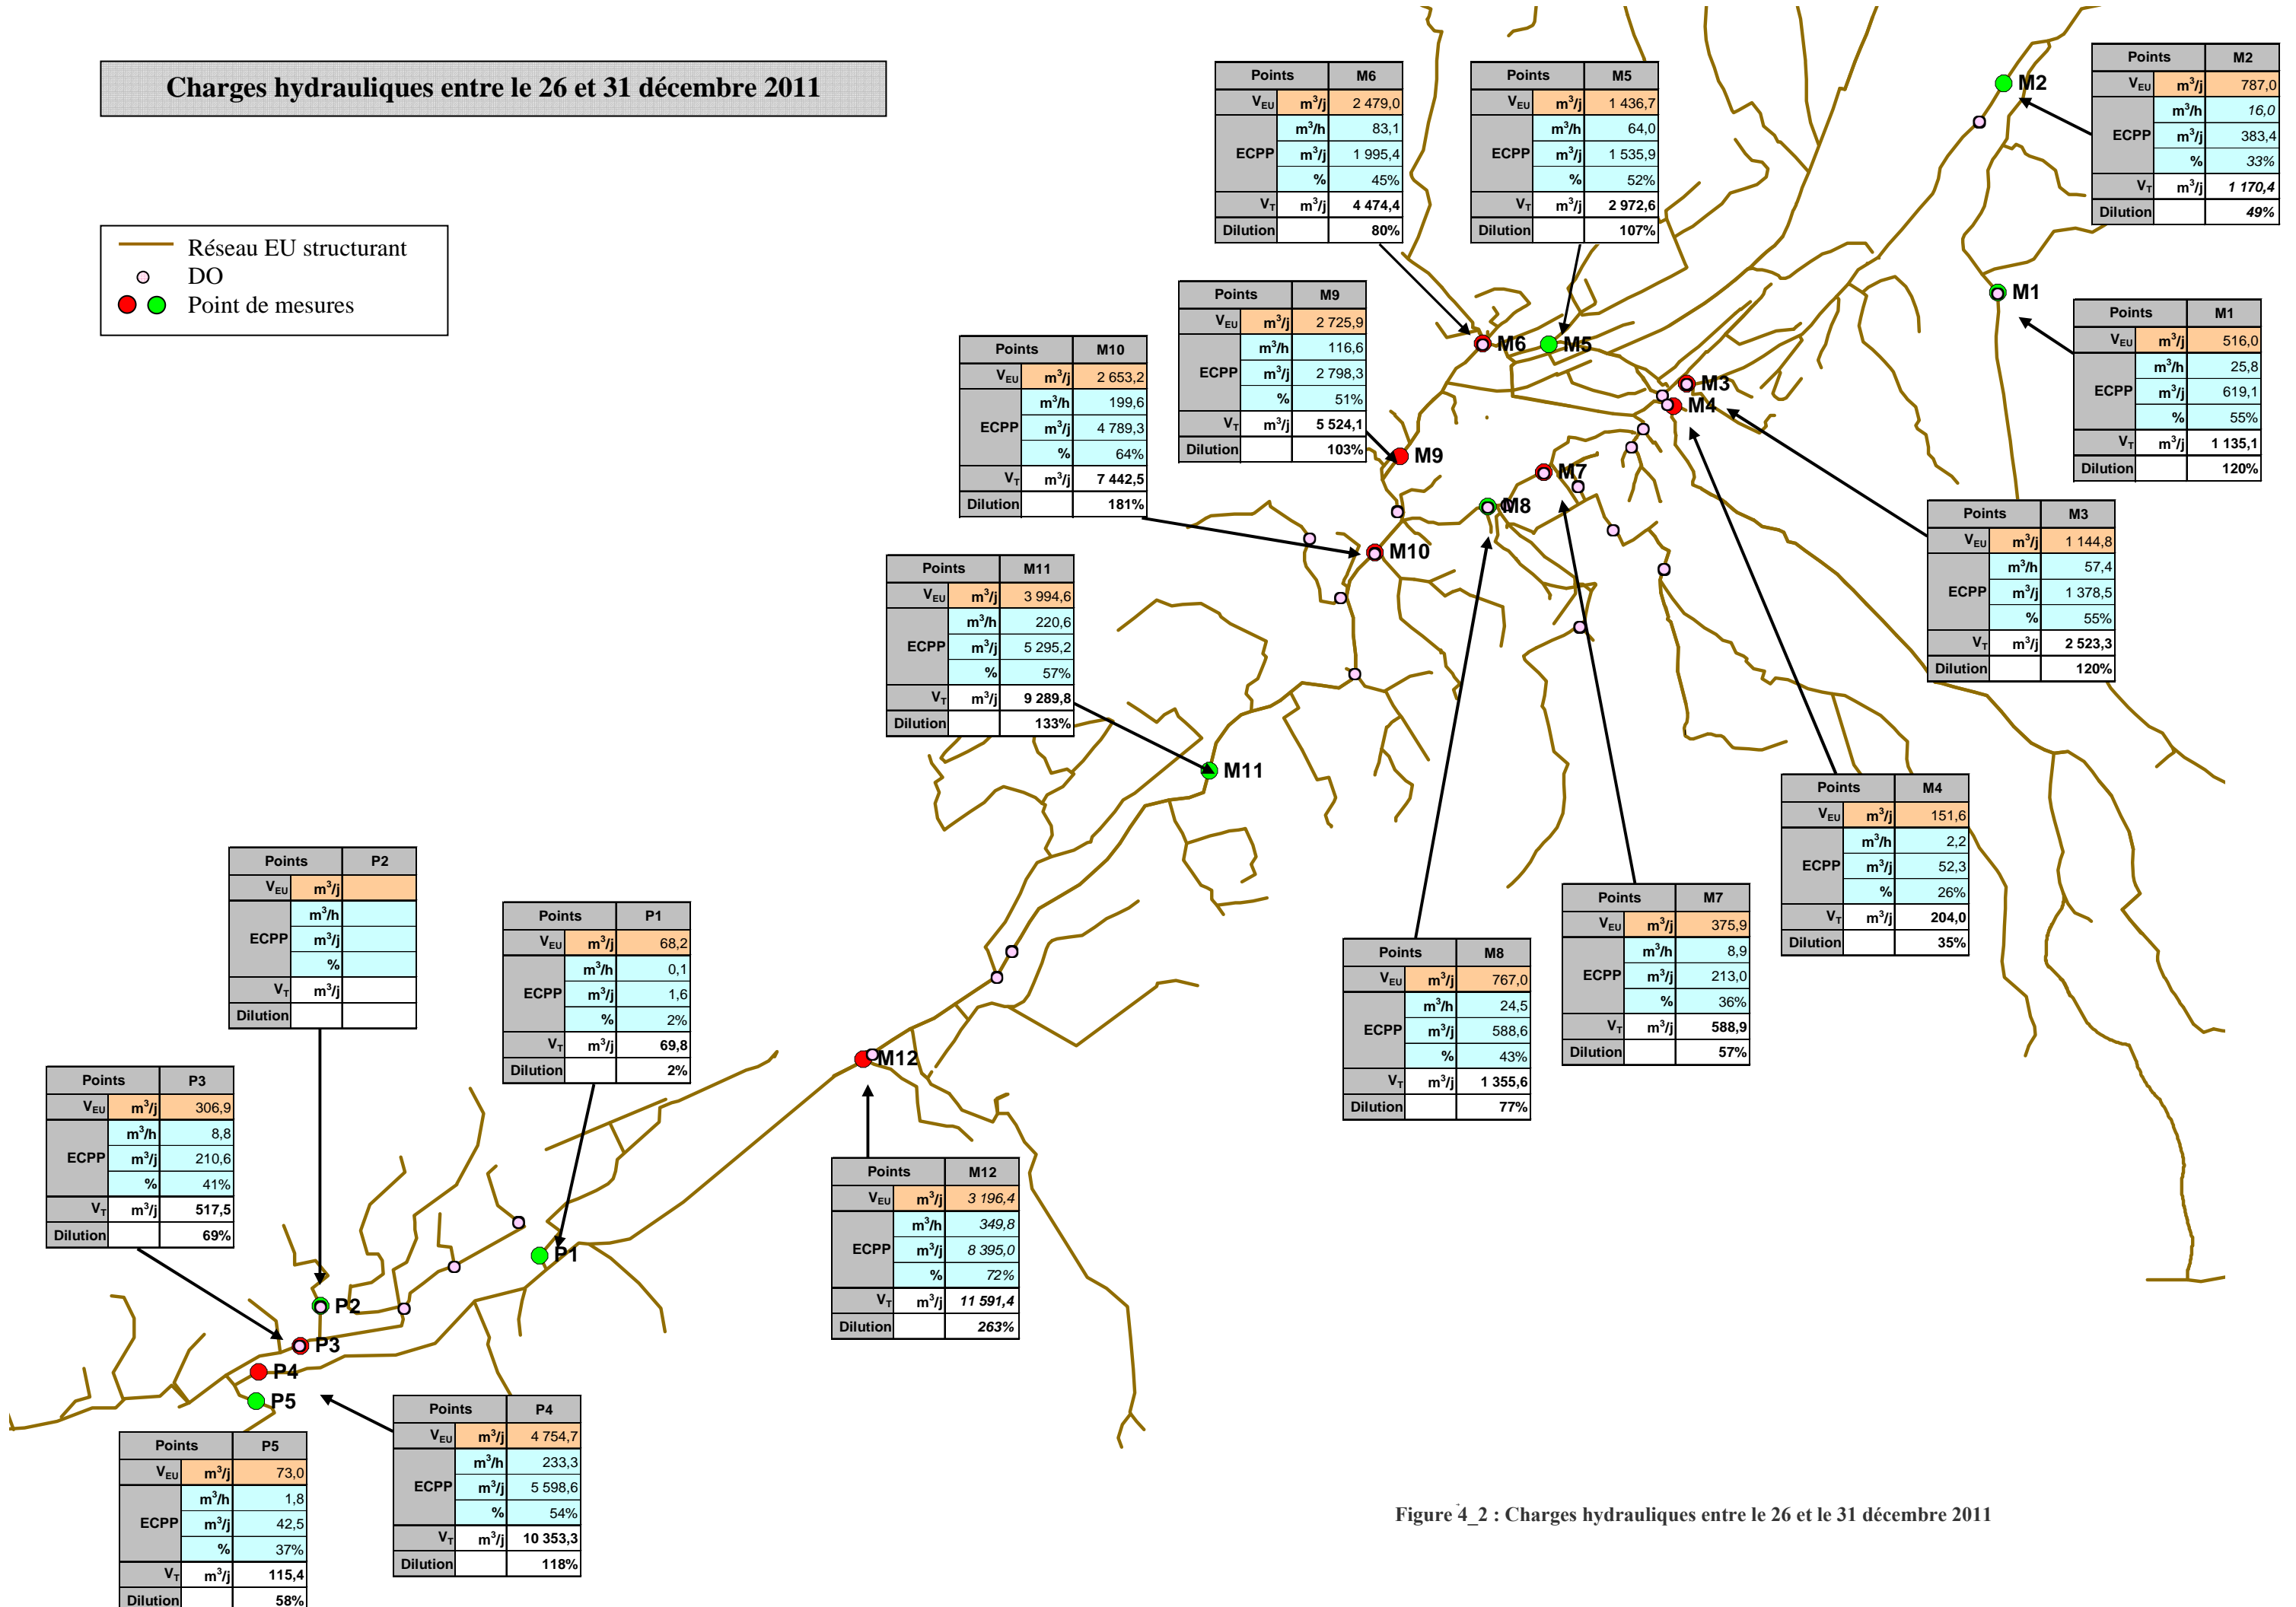 Charges hydrauliques entre le 26 et 31 décembre 2011
Réseau EU structurant
DO
Point de mesures
Points M6
VEU m³/j 2 479,0
m³/h 83,1
ECPP m³/j 1 995,4
% 45%
VT m³/j 4 474,4
Dilution 80%
Points M5
VEU m³/j 1 436,7
m³/h 64,0
ECPP m³/j 1 535,9
% 52%
VT m³/j 2 972,6
Dilution 107%
Points M2
VEU m³/j 787,0
m³/h 16,0
ECPP m³/j 383,4
% 33%
VT m³/j 1 170,4
Dilution 49%
Points M9
VEU m³/j 2 725,9
m³/h 116,6
ECPP m³/j 2 798,3
% 51%
VT m³/j 5 524,1
Dilution 103%
Points M1
VEU m³/j 516,0
m³/h 25,8
ECPP m³/j 619,1
% 55%
VT m³/j 1 135,1
Dilution 120%
Points M10
VEU m³/j 2 653,2
m³/h 199,6
ECPP m³/j 4 789,3
% 64%
VT m³/j 7 442,5
Dilution 181%
Points M3
VEU m³/j 1 144,8
m³/h 57,4
ECPP m³/j 1 378,5
% 55%
VT m³/j 2 523,3
Dilution 120%
Points M11
VEU m³/j 3 994,6
m³/h 220,6
ECPP m³/j 5 295,2
% 57%
VT m³/j 9 289,8
Dilution 133%
Points M4
VEU m³/j 151,6
m³/h 2,2
ECPP m³/j 52,3
% 26%
VT m³/j 204,0
Dilution 35%
Points P2
VEU m³/j
m³/h
ECPP m³/j
%
VT m³/j
Dilution
Points P1
VEU m³/j 68,2
m³/h 0,1
ECPP m³/j 1,6
% 2%
VT m³/j 69,8
Dilution 2%
Points M7
VEU m³/j 375,9
m³/h 8,9
ECPP m³/j 213,0
% 36%
VT m³/j 588,9
Dilution 57%
Points M8
VEU m³/j 767,0
m³/h 24,5
ECPP m³/j 588,6
% 43%
VT m³/j 1 355,6
Dilution 77%
Points P3
VEU m³/j 306,9
m³/h 8,8
ECPP m³/j 210,6
% 41%
VT m³/j 517,5
Dilution 69%
Points M12
VEU m³/j 3 196,4
m³/h 349,8
ECPP m³/j 8 395,0
% 72%
VT m³/j 11 591,4
Dilution 263%
Points P4
VEU m³/j 4 754,7
m³/h 233,3
ECPP m³/j 5 598,6
% 54%
VT m³/j 10 353,3
Dilution 118%
Points P5
VEU m³/j 73,0
m³/h 1,8
ECPP m³/j 42,5
% 37%
VT m³/j 115,4
Dilution 58%
M2
M1
M6
M5
M3
M4
M9
M7
M8
M10
M11
M12
P1
P2
P3
P4
P5
Figure 4_2 : Charges hydrauliques entre le 26 et le 31 décembre 2011